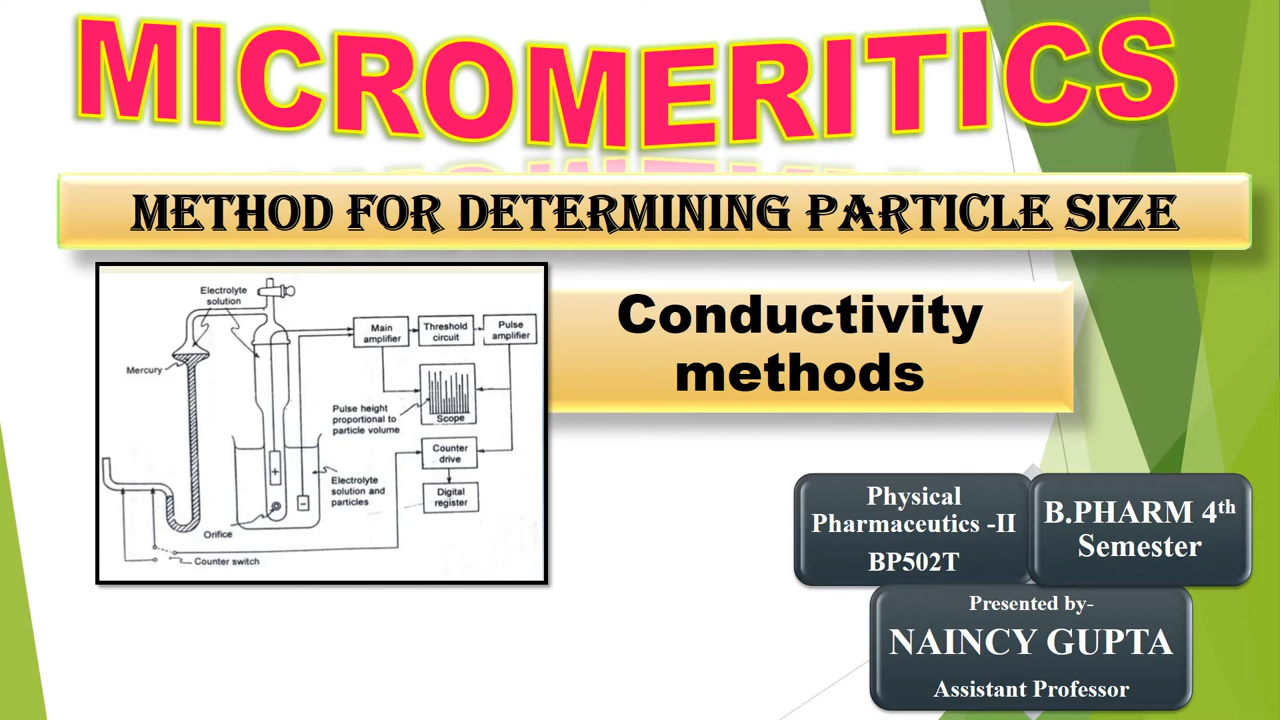 MICROMERITICS
METHOD FOR DETERMINING PARTICLE SIZE
Conductivity
methods
Electrolyte
solution
Mercury
Main
amplifier
Threshold
circuit
Pulse
amplifier
Pulse height
proportional to
particle volume
Scope
Counter
drive
Electrolyte
solution and
particles
Digital
register
+
−
Orifice
Counter switch
Physical
Pharmaceutics -II
BP502T
B.PHARM 4th
Semester
Presented by-
NAINCY GUPTA
Assistant Professor